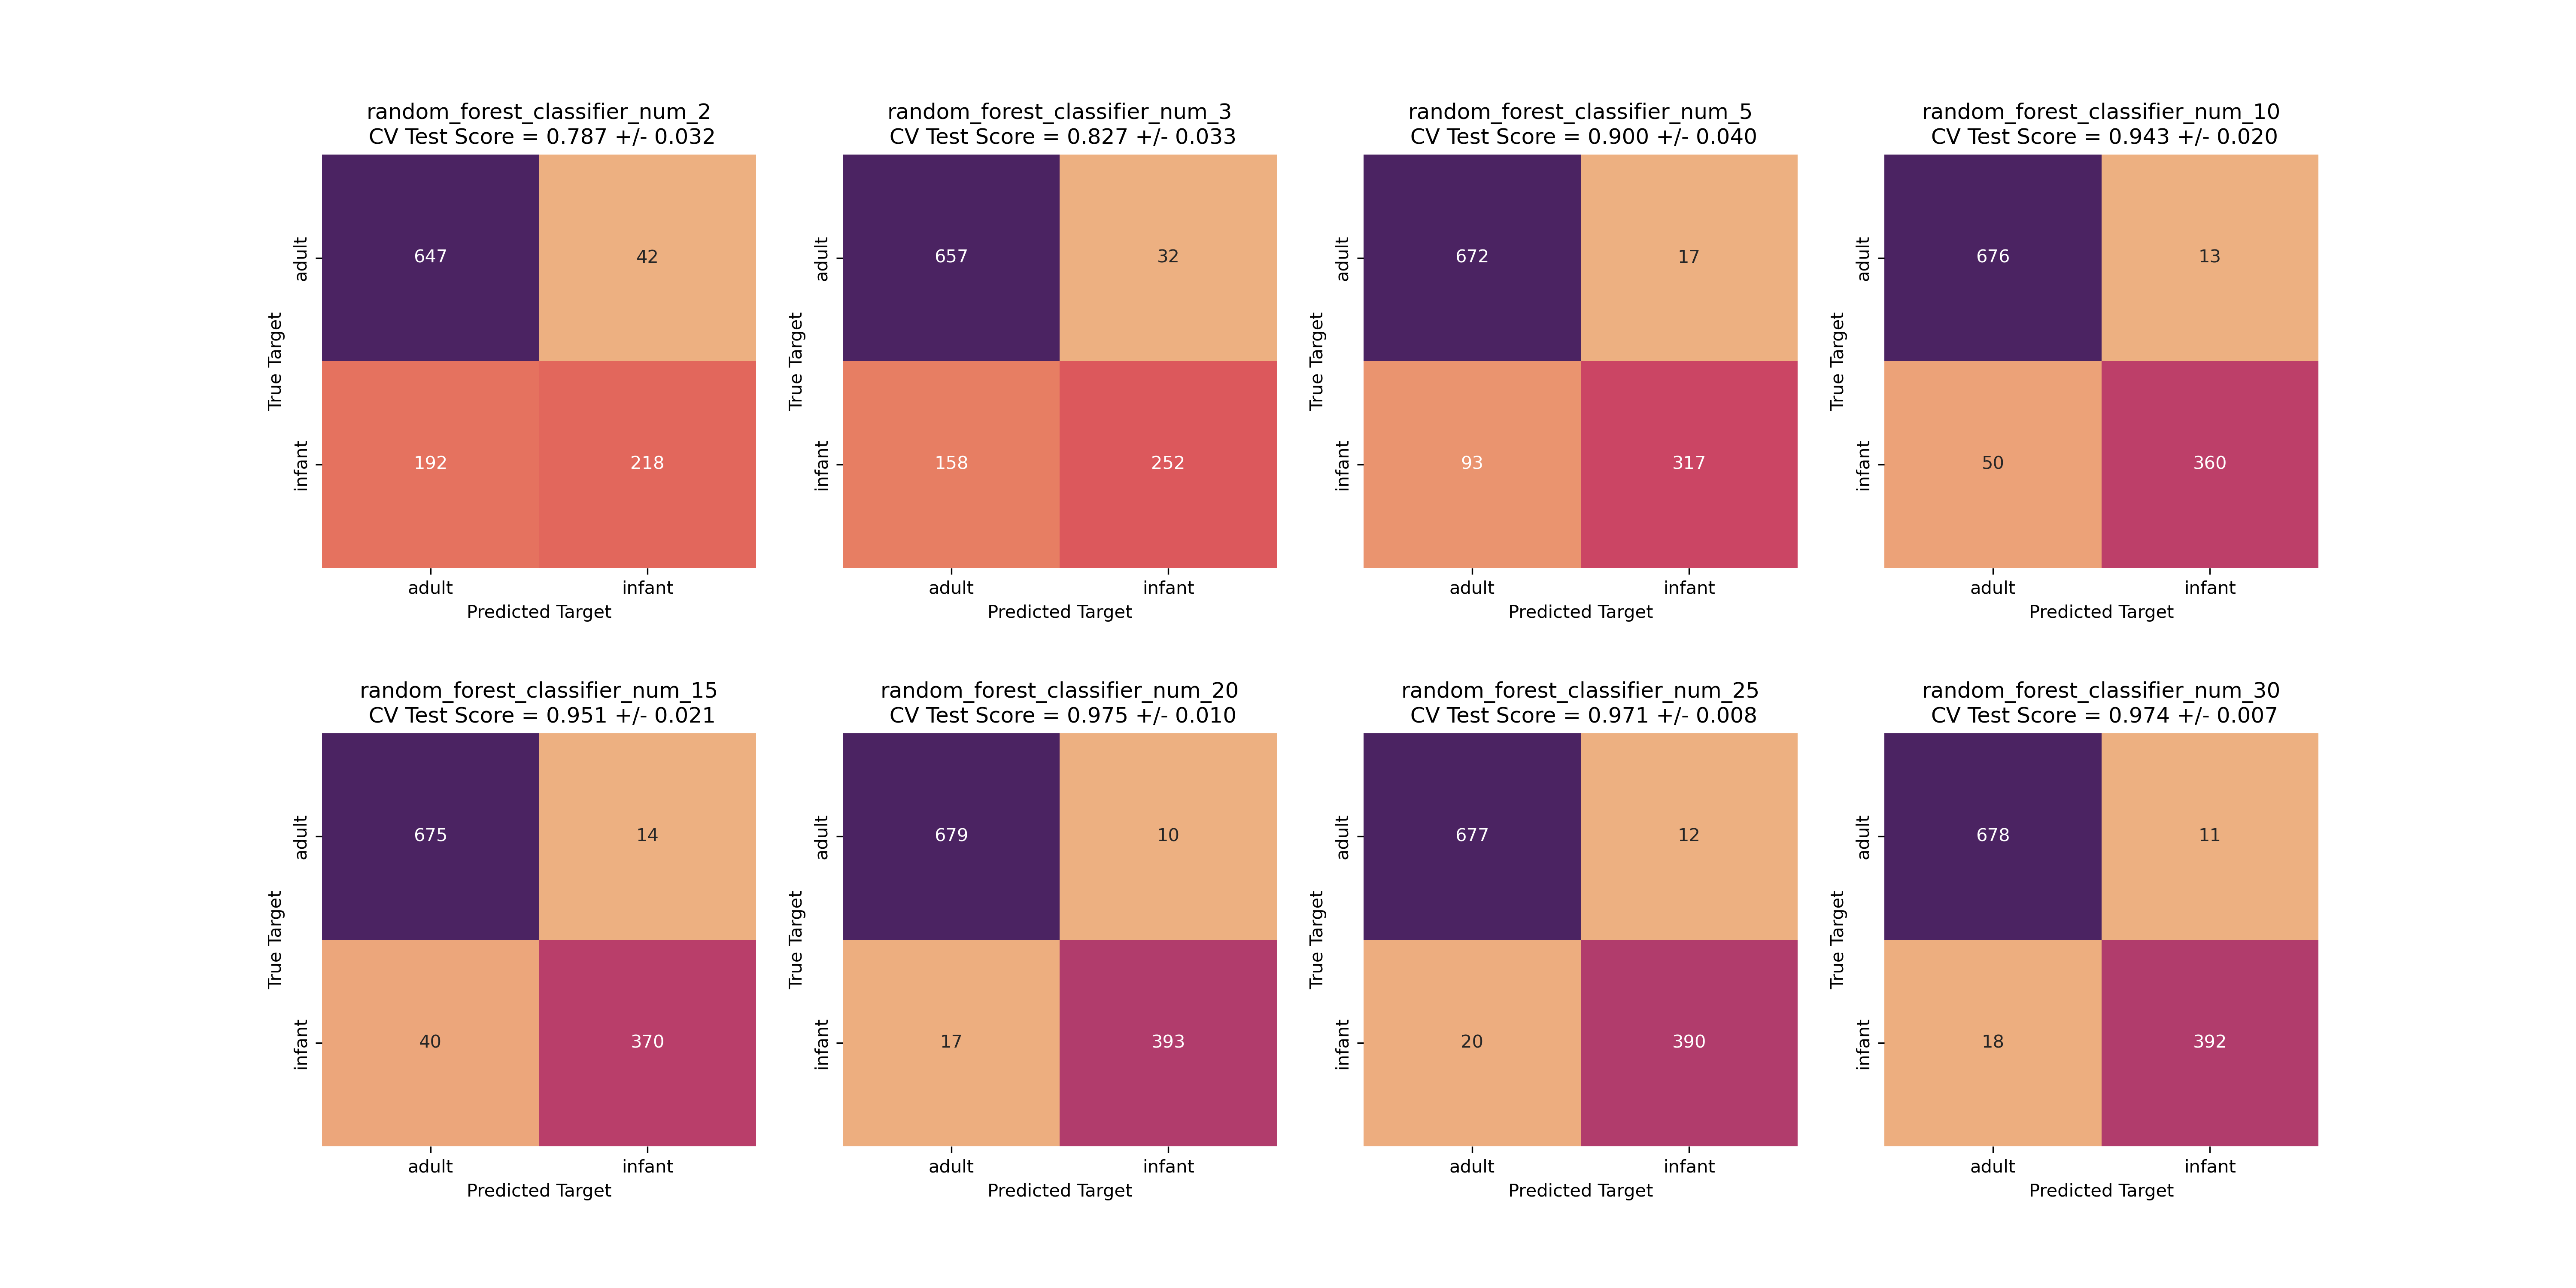 random_forest_classifier_num_2
CV Test Score = 0.787 +/- 0.032
True Target
adult
647
42
infant
192
218
adult
infant
Predicted Target
random_forest_classifier_num_3
CV Test Score = 0.827 +/- 0.033
True Target
adult
657
32
infant
158
252
adult
infant
Predicted Target
random_forest_classifier_num_5
CV Test Score = 0.900 +/- 0.040
True Target
adult
672
17
infant
93
317
adult
infant
Predicted Target
random_forest_classifier_num_10
CV Test Score = 0.943 +/- 0.020
True Target
adult
676
13
infant
50
360
adult
infant
Predicted Target
random_forest_classifier_num_15
CV Test Score = 0.951 +/- 0.021
True Target
adult
675
14
infant
40
370
adult
infant
Predicted Target
random_forest_classifier_num_20
CV Test Score = 0.975 +/- 0.010
True Target
adult
679
10
infant
17
393
adult
infant
Predicted Target
random_forest_classifier_num_25
CV Test Score = 0.971 +/- 0.008
True Target
adult
677
12
infant
20
390
adult
infant
Predicted Target
random_forest_classifier_num_30
CV Test Score = 0.974 +/- 0.007
True Target
adult
678
11
infant
18
392
adult
infant
Predicted Target